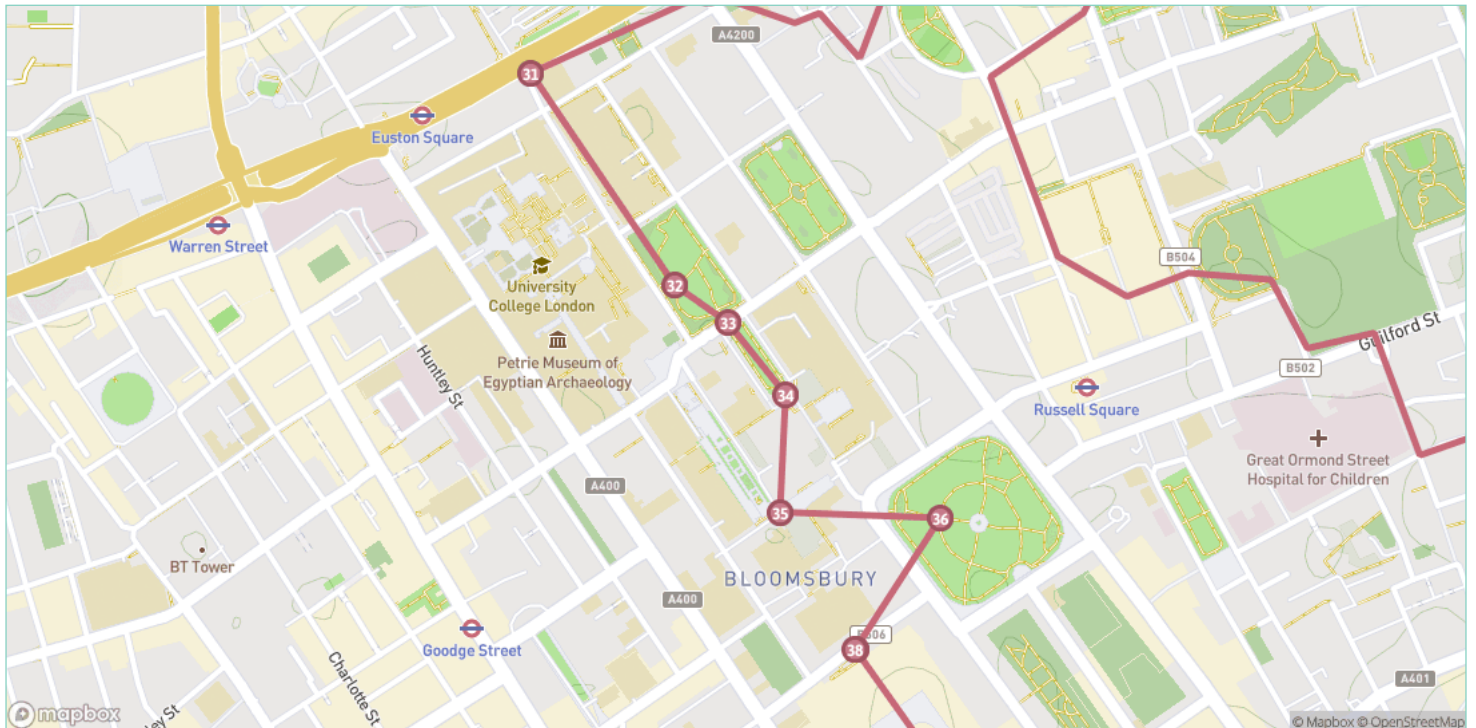 A4200
31
Euston Square
Warren Street
B504
University
College London
32
33
Guilford St
Petrie Museum of
Egyptian Archaeology
Huntley St
B502
34
Russell Square
Great Ormond Street
Hospital for Children
A400
35
36
BT Tower
BLOOMSBURY
A400
Goodge Street
38
Charlotte St
A401
mapbox
ley St
© Mapbox © OpenStreetMap